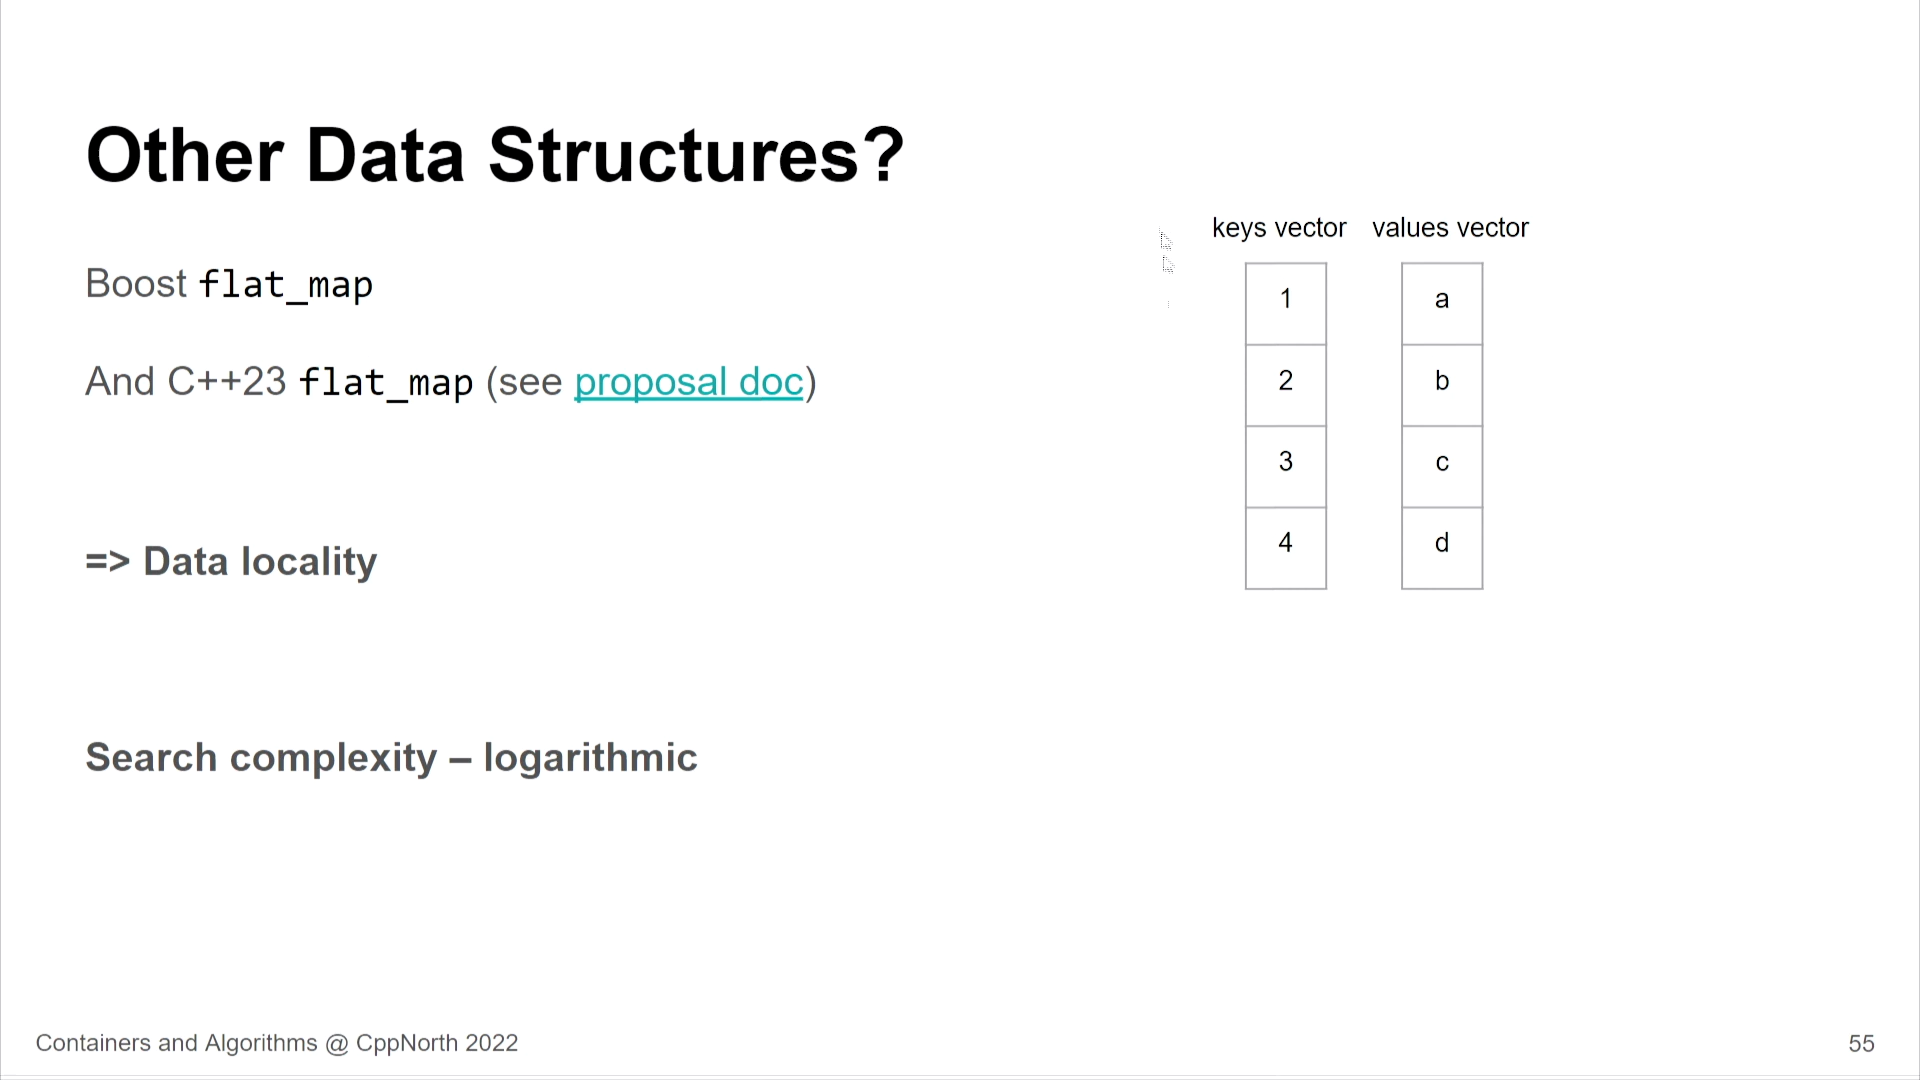 Other Data Structures?
Boost flat_map
And C++23 flat_map (see proposal doc)
=> Data locality
Search complexity – logarithmic
keys vector values vector
1 a
2 b
3 c
4 d
Containers and Algorithms @ CppNorth 2022
55